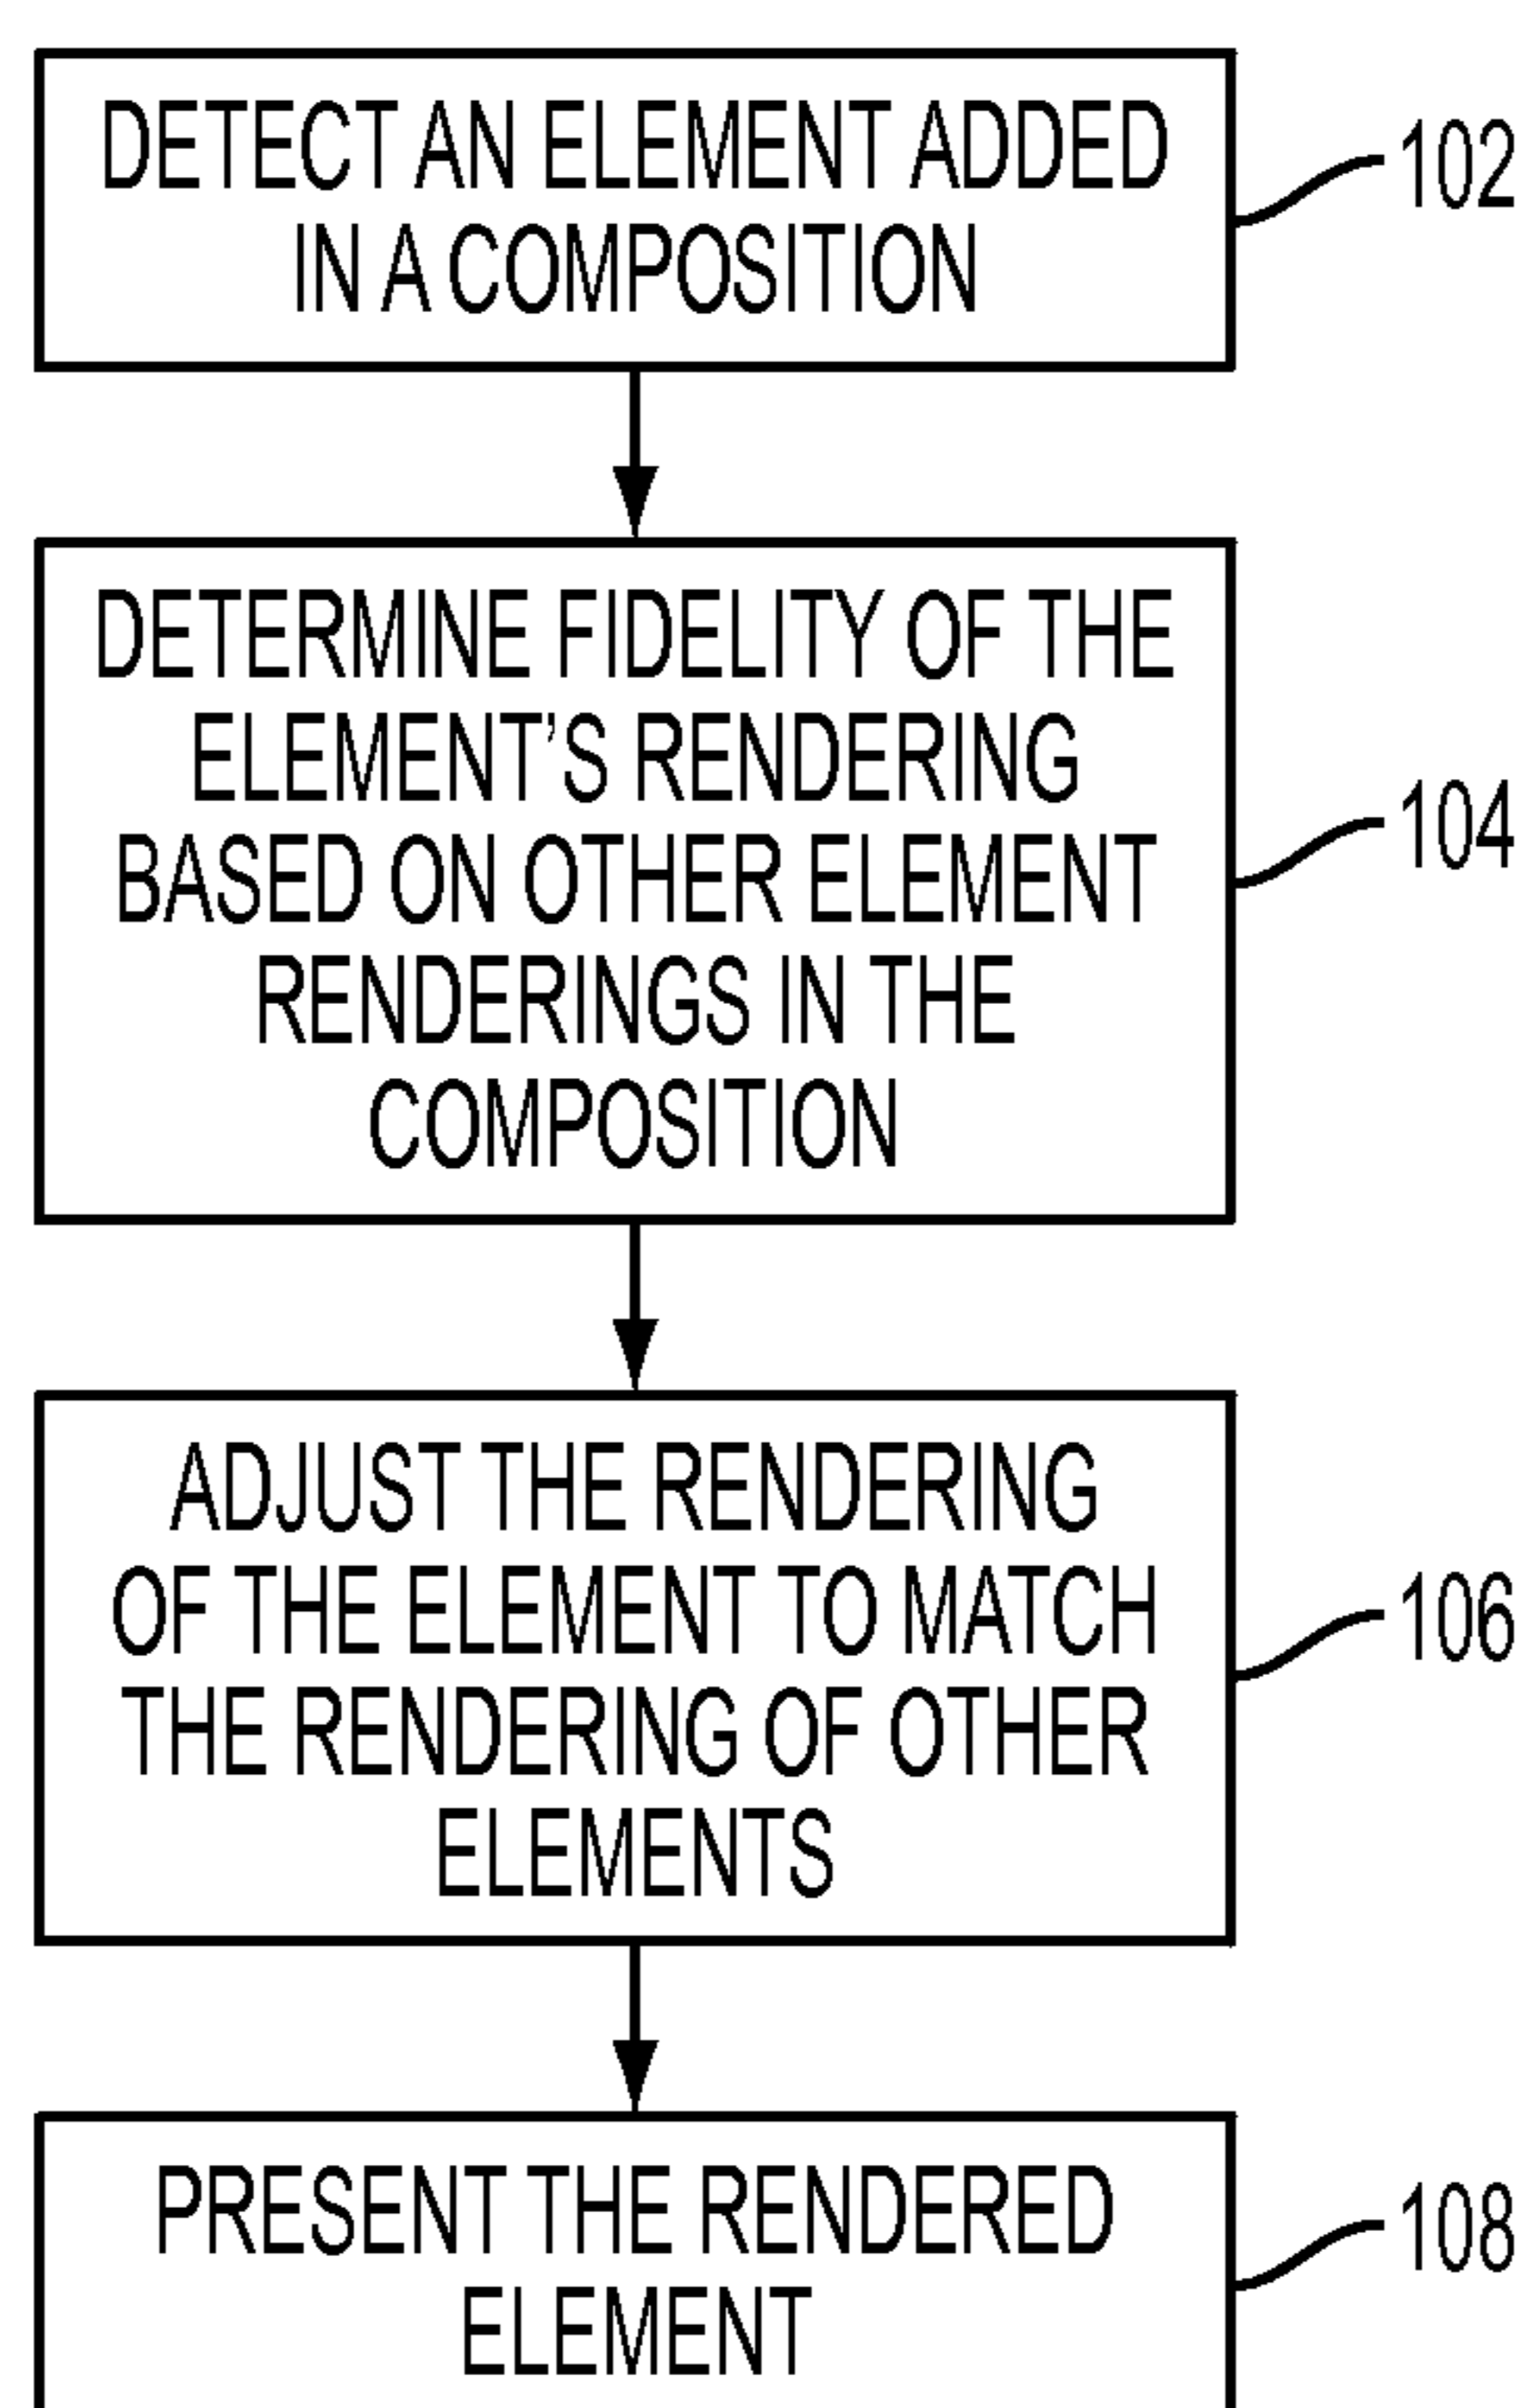 DETECT AN ELEMENT ADDED
IN A COMPOSITION
102
DETERMINE FIDELITY OF THE
ELEMENT’S RENDERING
BASED ON OTHER ELEMENT
RENDERINGS IN THE
COMPOSITION
104
ADJUST THE RENDERING
OF THE ELEMENT TO MATCH
THE RENDERING OF OTHER
ELEMENTS
106
PRESENT THE RENDERED
ELEMENT
108